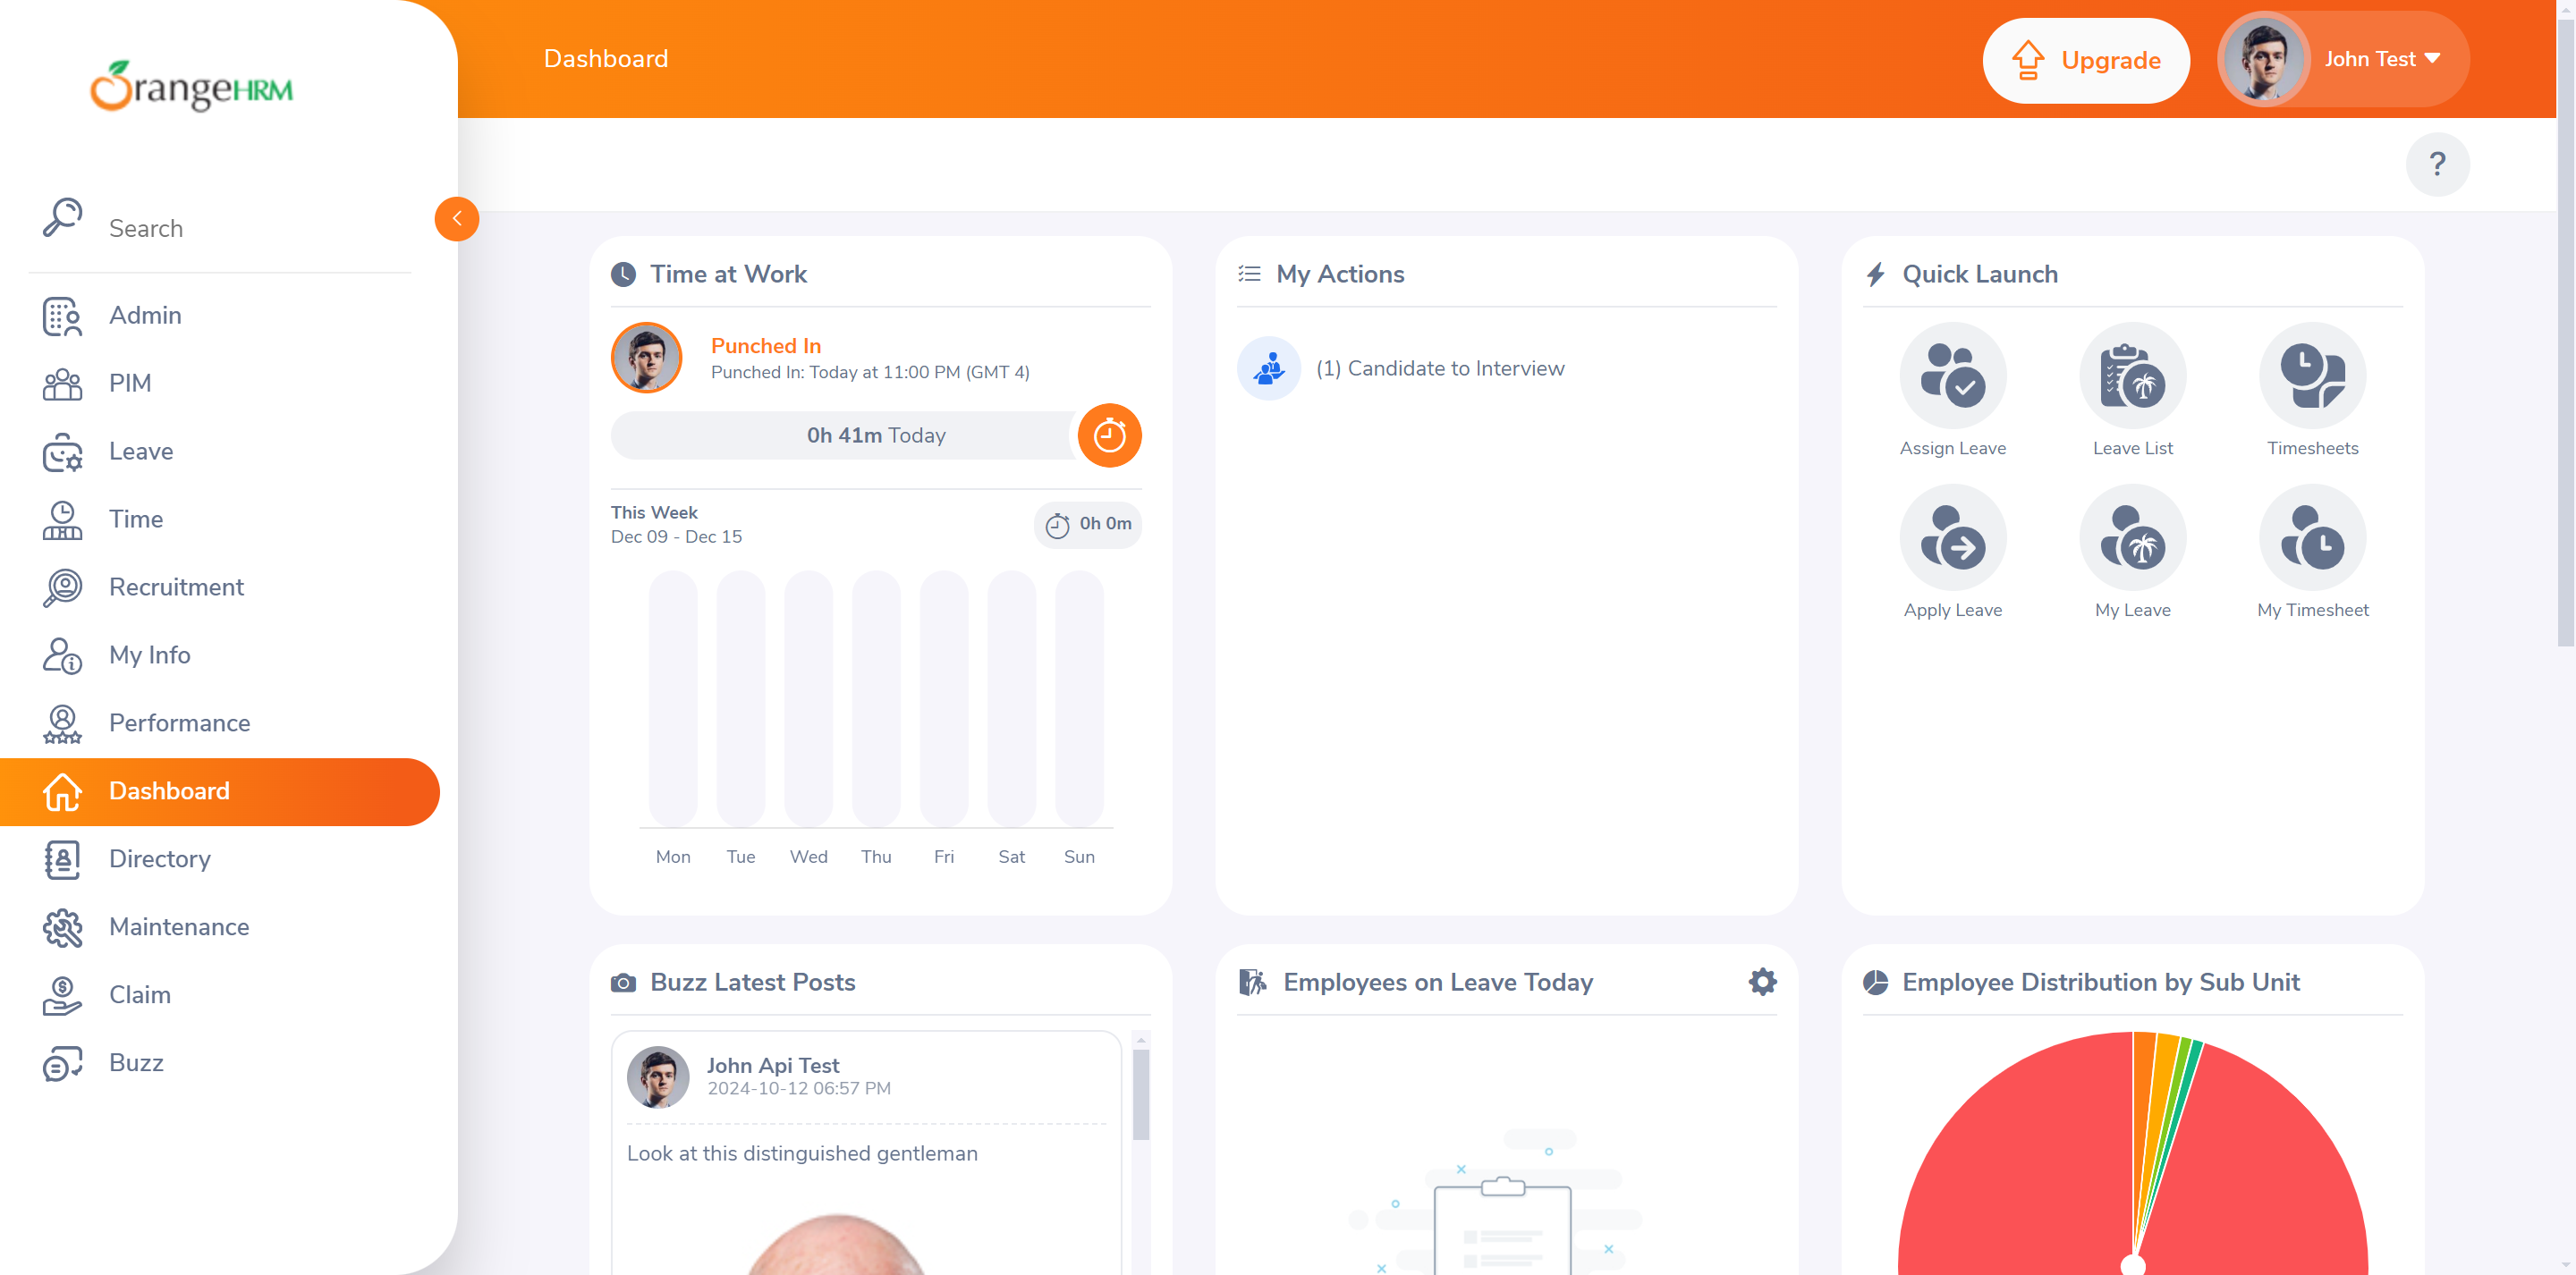 OrangeHRM
Dashboard
Upgrade
John Test
?
Search
Admin
PIM
Leave
Time
Recruitment
My Info
Performance
Dashboard
Directory
Maintenance
Claim
Buzz
Time at Work
Punched In
Punched In: Today at 11:00 PM (GMT 4)
0h 41m Today
This Week
Dec 09 - Dec 15
0h 0m
Mon Tue Wed Thu Fri Sat Sun
My Actions
(1) Candidate to Interview
Quick Launch
Assign Leave
Leave List
Timesheets
Apply Leave
My Leave
My Timesheet
Buzz Latest Posts
John Api Test
2024-10-12 06:57 PM
Look at this distinguished gentleman
Employees on Leave Today
Employee Distribution by Sub Unit